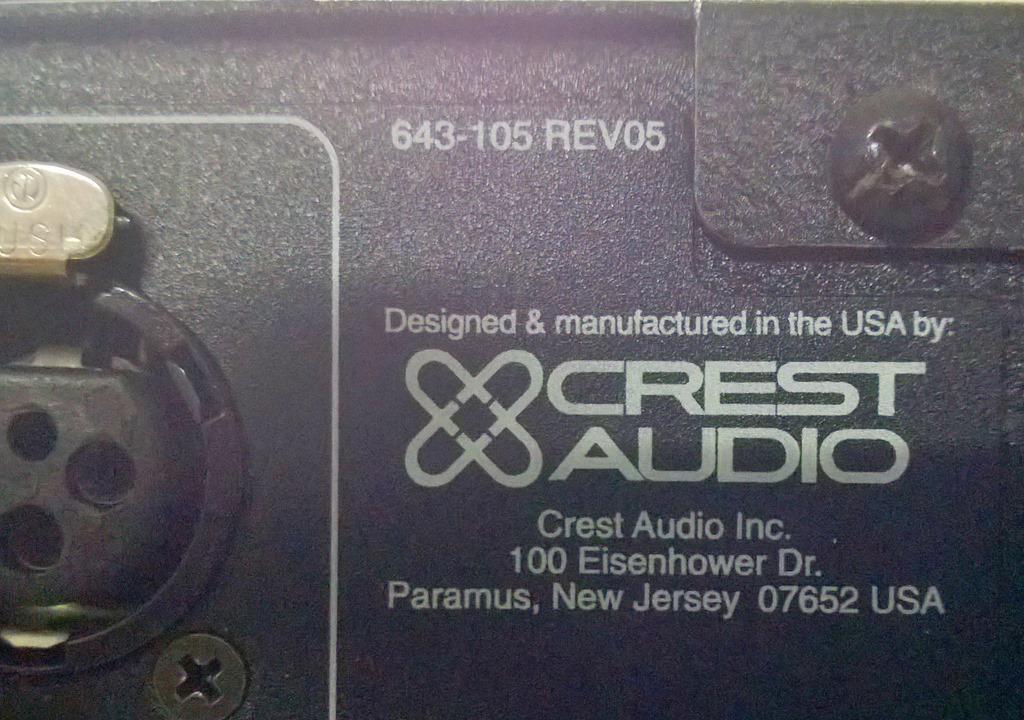 643-105 REV05
Designed & manufactured in the USA by:
CREST
AUDIO
Crest Audio Inc.
100 Eisenhower Dr.
Paramus, New Jersey 07652 USA